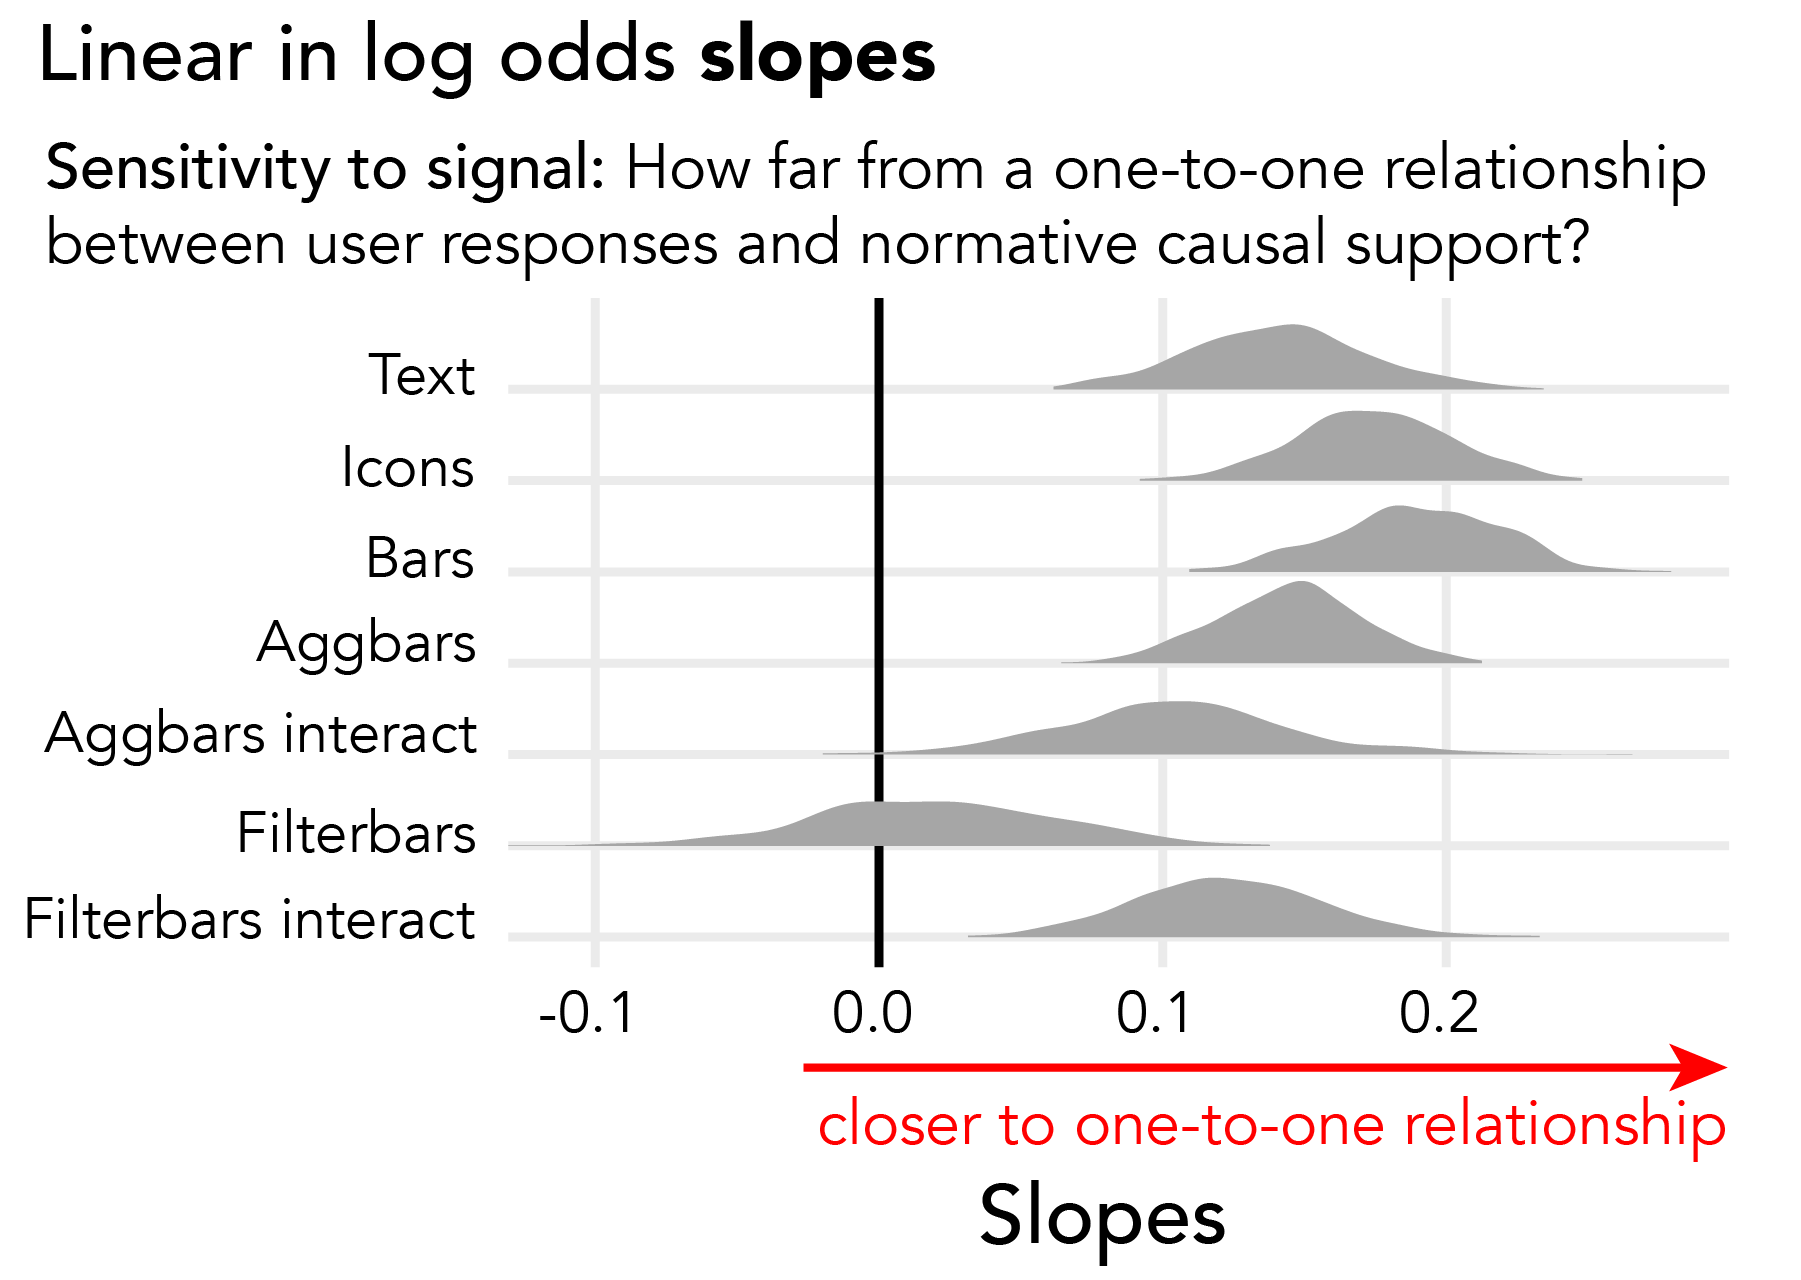 Linear in log odds slopes
Sensitivity to signal: How far from a one-to-one relationship
between user responses and normative causal support?
Text
Icons
Bars
Aggbars
Aggbars interact
Filterbars
Filterbars interact
-0.1 0.0 0.1 0.2
closer to one-to-one relationship
Slopes